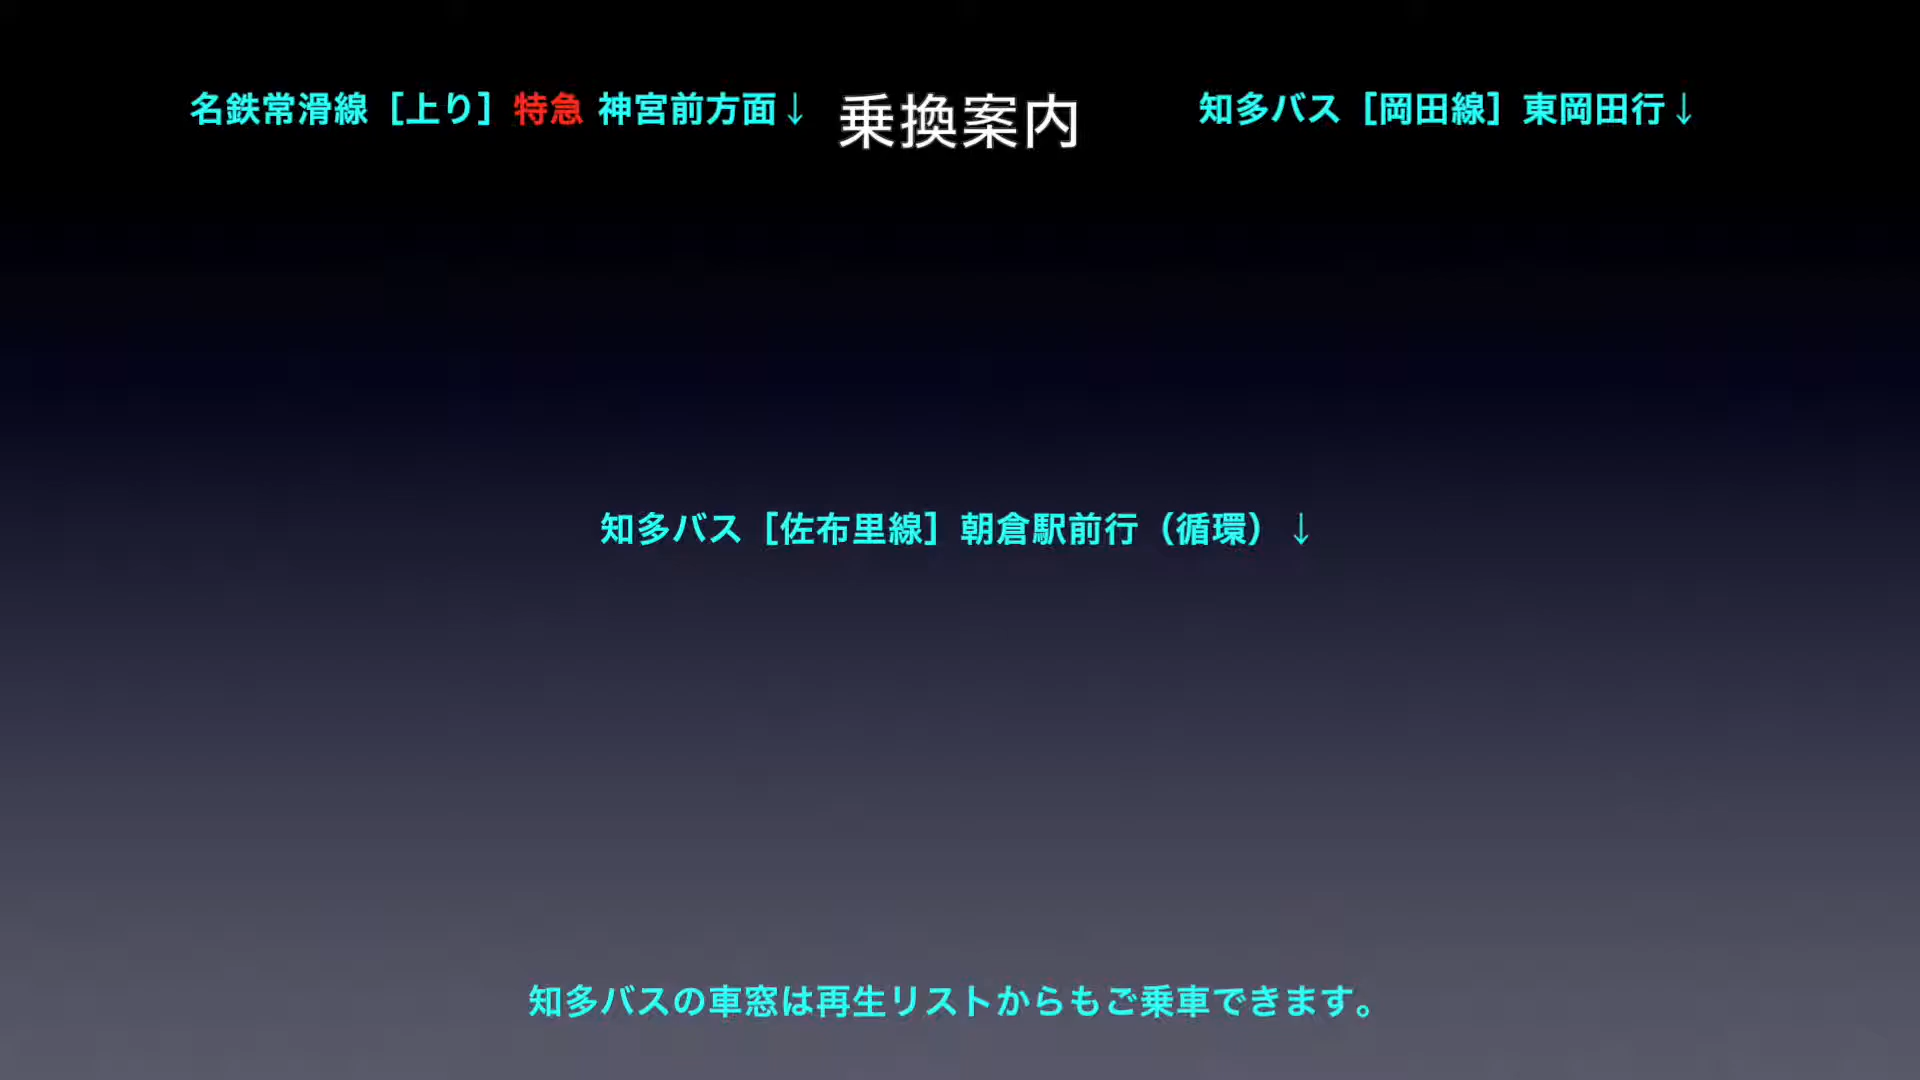 名鉄常滑線［上り］特急 神宮前方面↓
乗換案内
知多バス［岡田線］東岡田行↓
知多バス［佐布里線］朝倉駅前行（循環）↓
知多バスの車窓は再生リストからもご乗車できます。